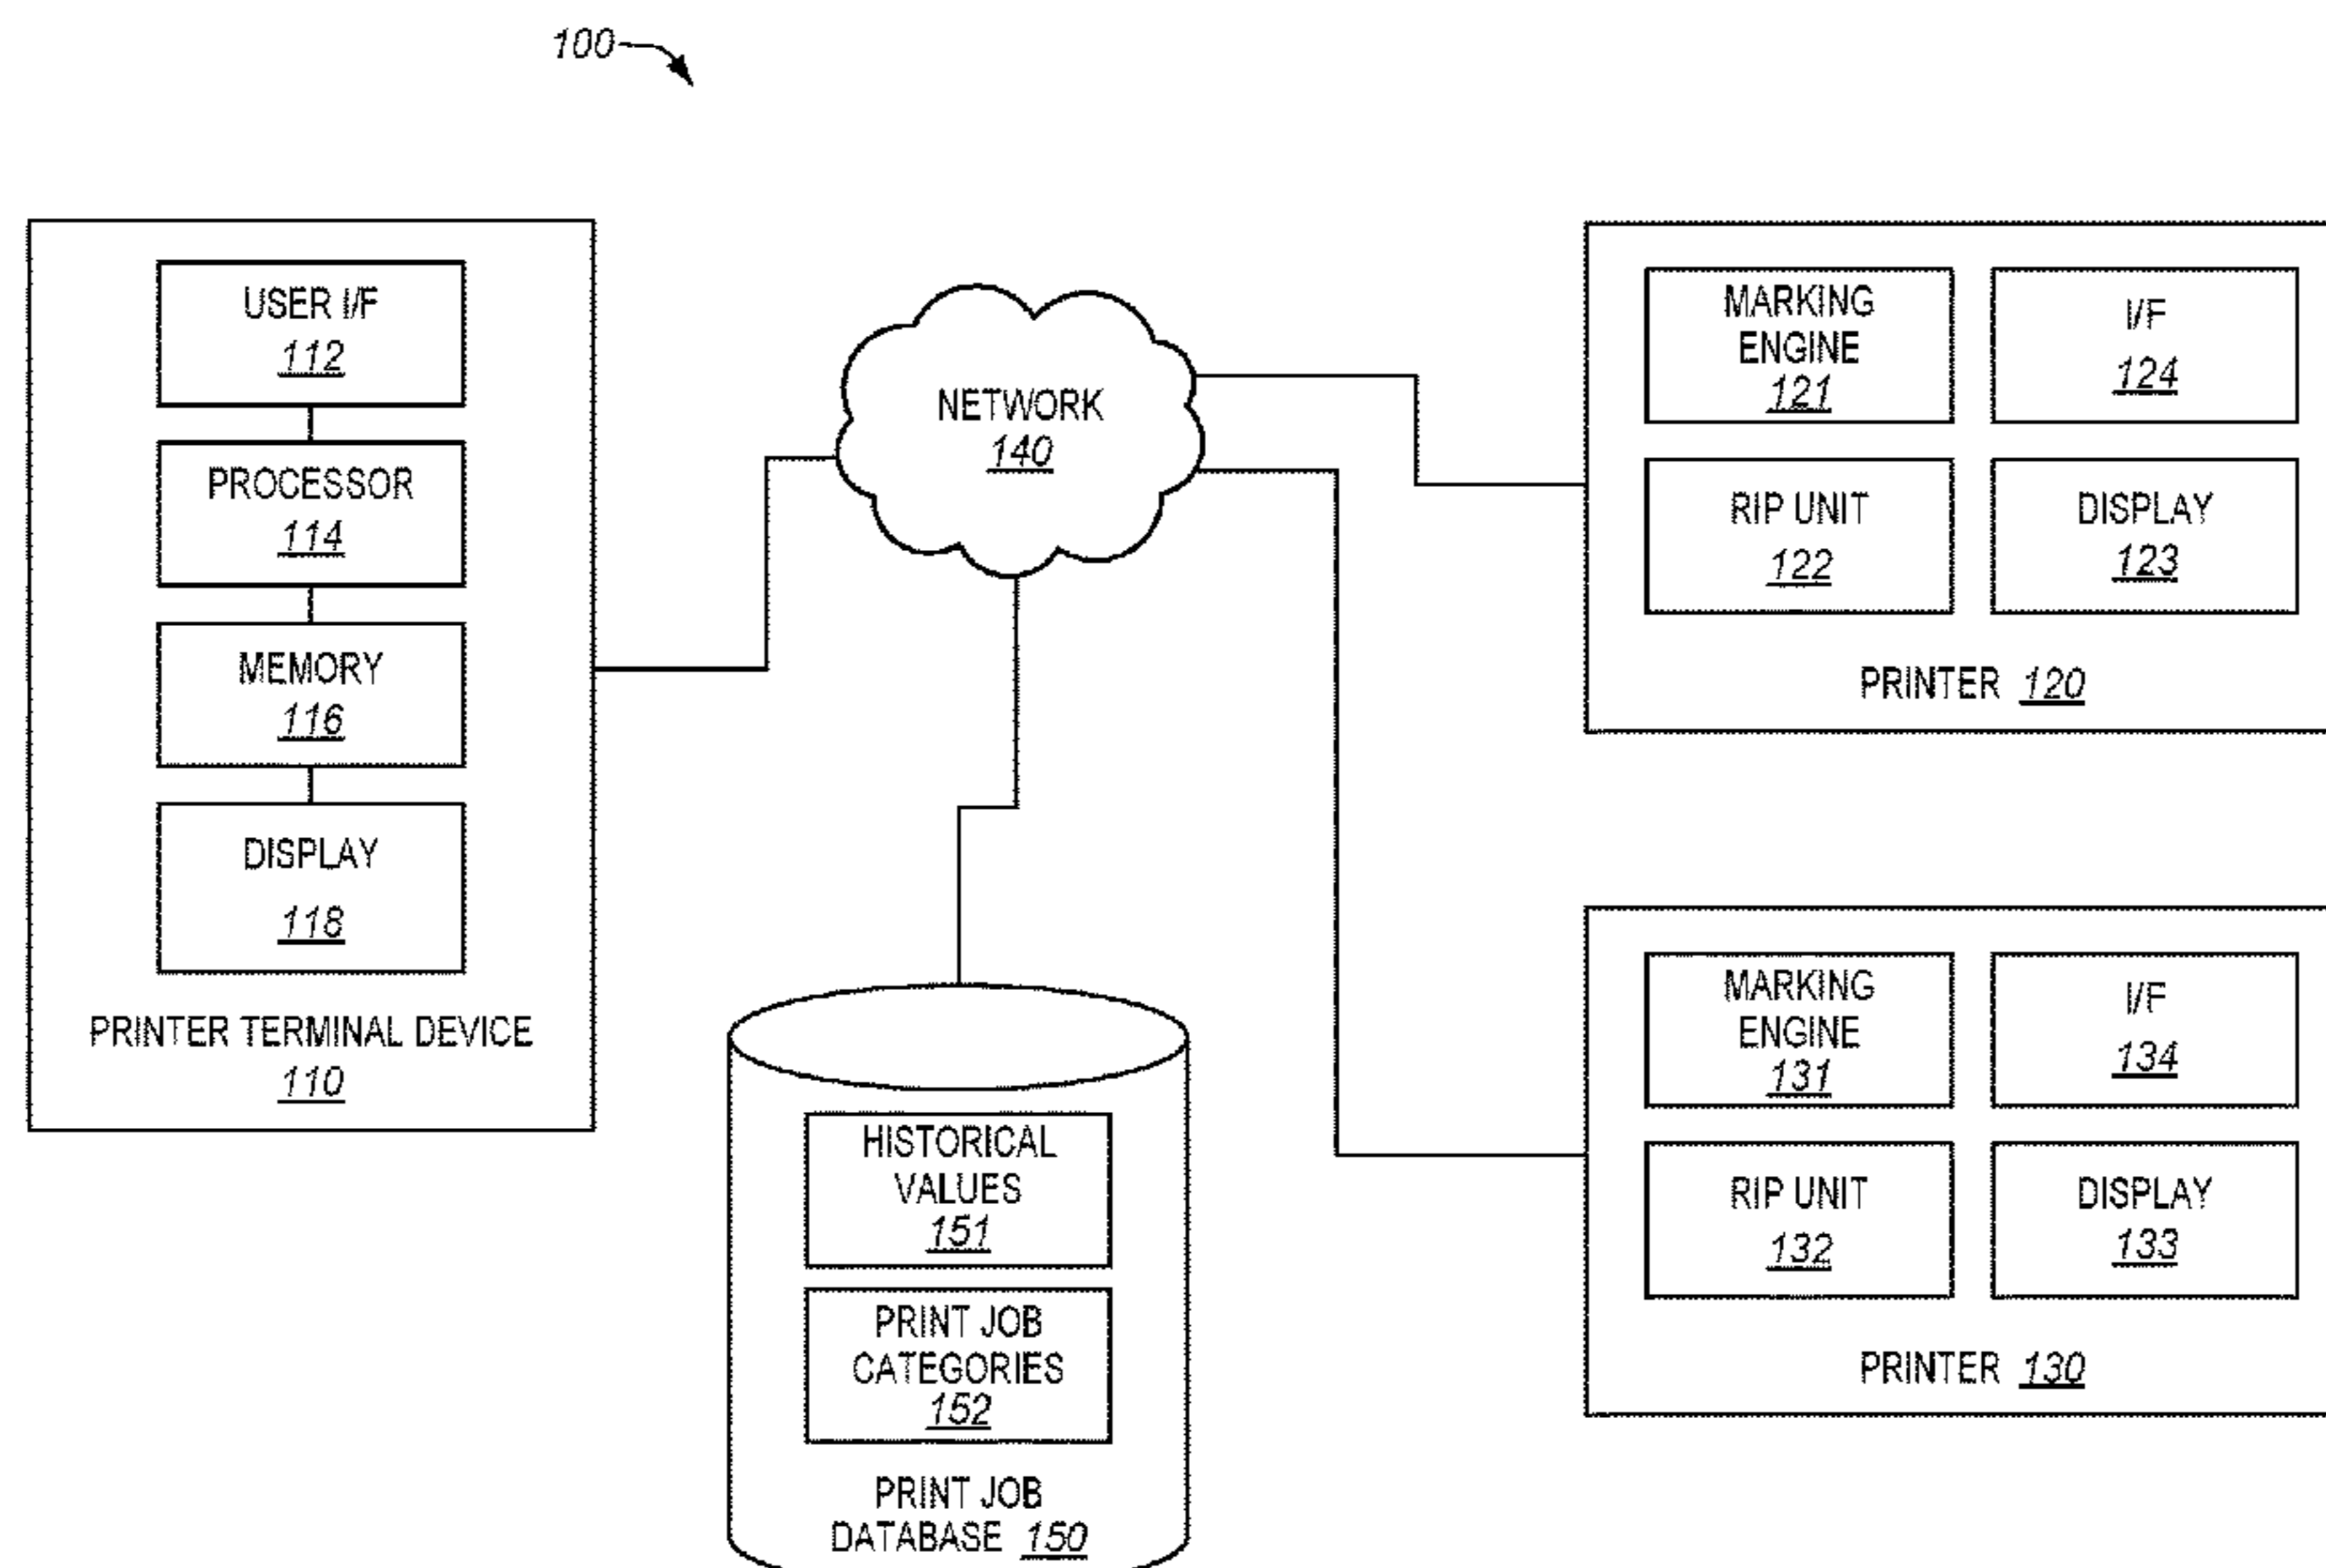 100
USER I/F
112
PROCESSOR
114
MEMORY
116
DISPLAY
118
PRINTER TERMINAL DEVICE
110
NETWORK
140
HISTORICAL
VALUES
151
PRINT JOB
CATEGORIES
152
PRINT JOB
DATABASE 150
MARKING
ENGINE
121
I/F
124
RIP UNIT
122
DISPLAY
123
PRINTER 120
MARKING
ENGINE
131
I/F
134
RIP UNIT
132
DISPLAY
133
PRINTER 130